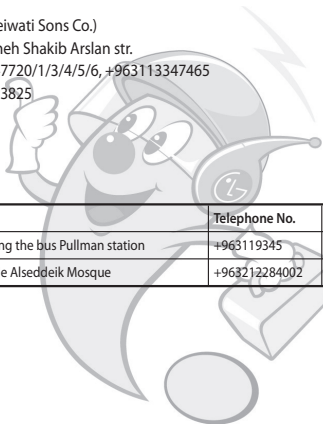 eiwati Sons Co.)
neh Shakib Arslan str.
7720/1/3/4/5/6, +963113347465
3825
Telephone No.
ng the bus Pullman station +963119345
e Alseddeik Mosque +963212284002
LG